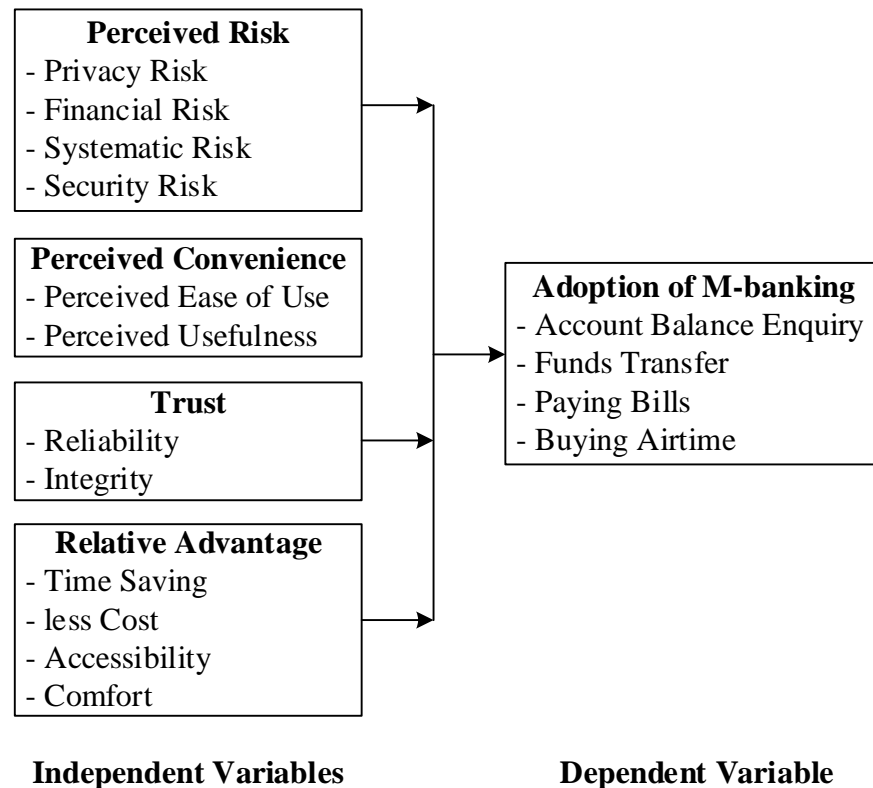 Perceived Risk
- Privacy Risk
- Financial Risk
- Systematic Risk
- Security Risk
Perceived Convenience
- Perceived Ease of Use
- Perceived Usefulness
Trust
- Reliability
- Integrity
Relative Advantage
- Time Saving
- less Cost
- Accessibility
- Comfort
Independent Variables
Adoption of M-banking
- Account Balance Enquiry
- Funds Transfer
- Paying Bills
- Buying Airtime
Dependent Variable